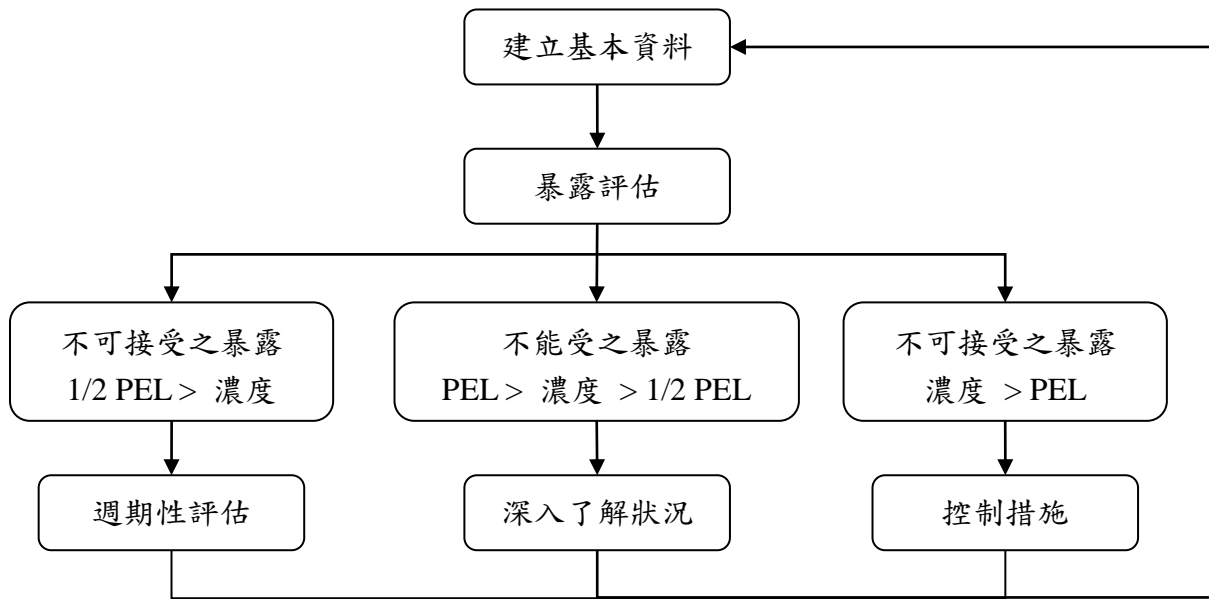 建立基本資料
暴露評估
不可接受之暴露
1/2 PEL > 濃度
不能受之暴露
PEL > 濃度 > 1/2 PEL
不可接受之暴露
濃度 > PEL
週期性評估
深入了解狀況
控制措施